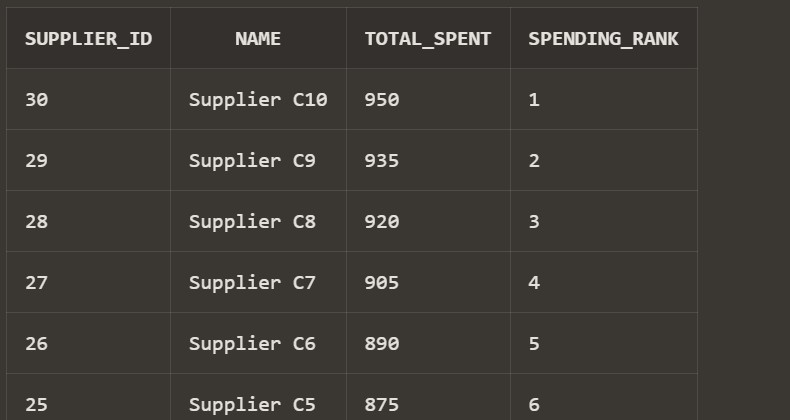 SUPPLIER_ID NAME TOTAL_SPENT SPENDING_RANK
30 Supplier C10 950 1
29 Supplier C9 935 2
28 Supplier C8 920 3
27 Supplier C7 905 4
26 Supplier C6 890 5
25 Supplier C5 875 6